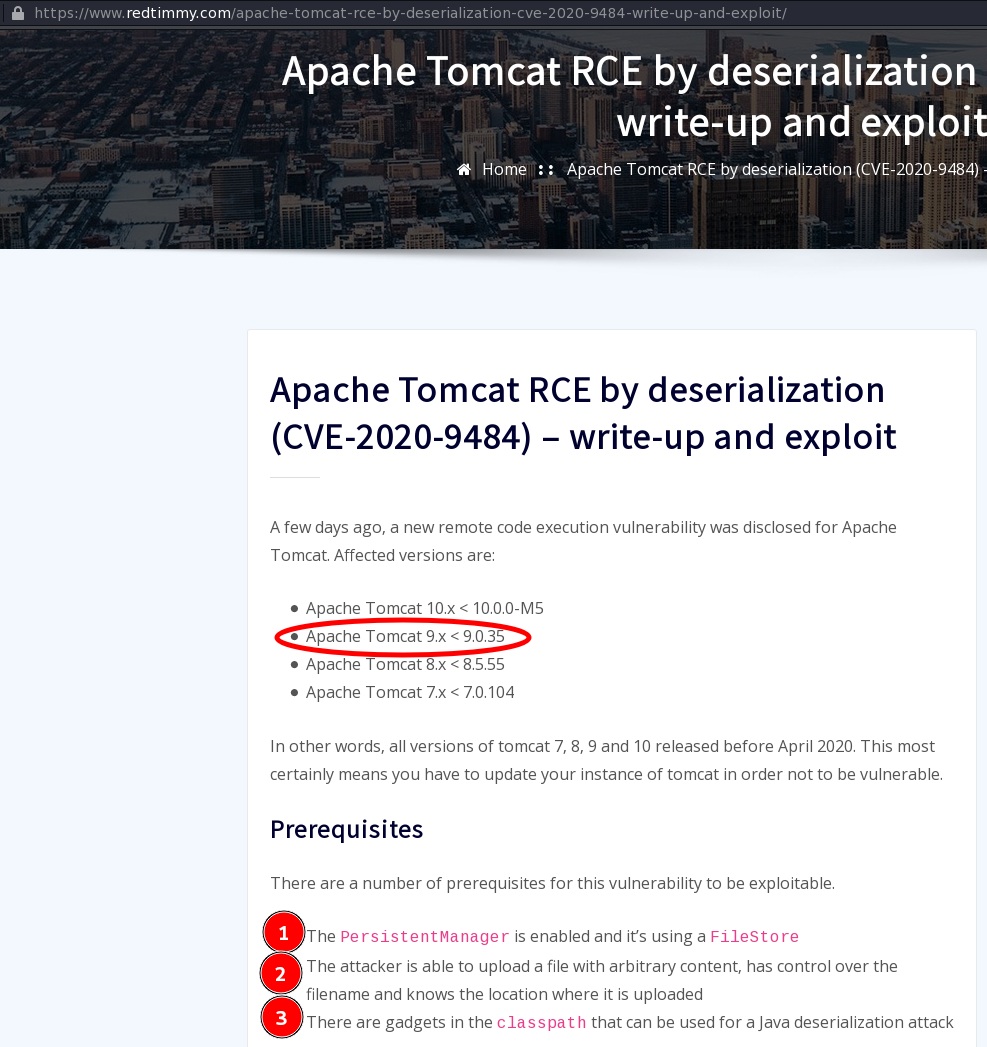 https://www.redtimmy.com/apache-tomcat-rce-by-deserialization-cve-2020-9484-write-up-and-exploit/
Apache Tomcat RCE by deserialization
write-up and exploit
Home :: Apache Tomcat RCE by deserialization (CVE-2020-9484) -
Apache Tomcat RCE by deserialization
(CVE-2020-9484) – write-up and exploit
A few days ago, a new remote code execution vulnerability was disclosed for Apache
Tomcat. Affected versions are:
● Apache Tomcat 10.x < 10.0.0-M5
● Apache Tomcat 9.x < 9.0.35
● Apache Tomcat 8.x < 8.5.55
● Apache Tomcat 7.x < 7.0.104
In other words, all versions of tomcat 7, 8, 9 and 10 released before April 2020. This most
certainly means you have to update your instance of tomcat in order not to be vulnerable.
Prerequisites
There are a number of prerequisites for this vulnerability to be exploitable.
1 The PersistentManager is enabled and it’s using a FileStore
2 The attacker is able to upload a file with arbitrary content, has control over the
filename and knows the location where it is uploaded
3 There are gadgets in the classpath that can be used for a Java deserialization attack